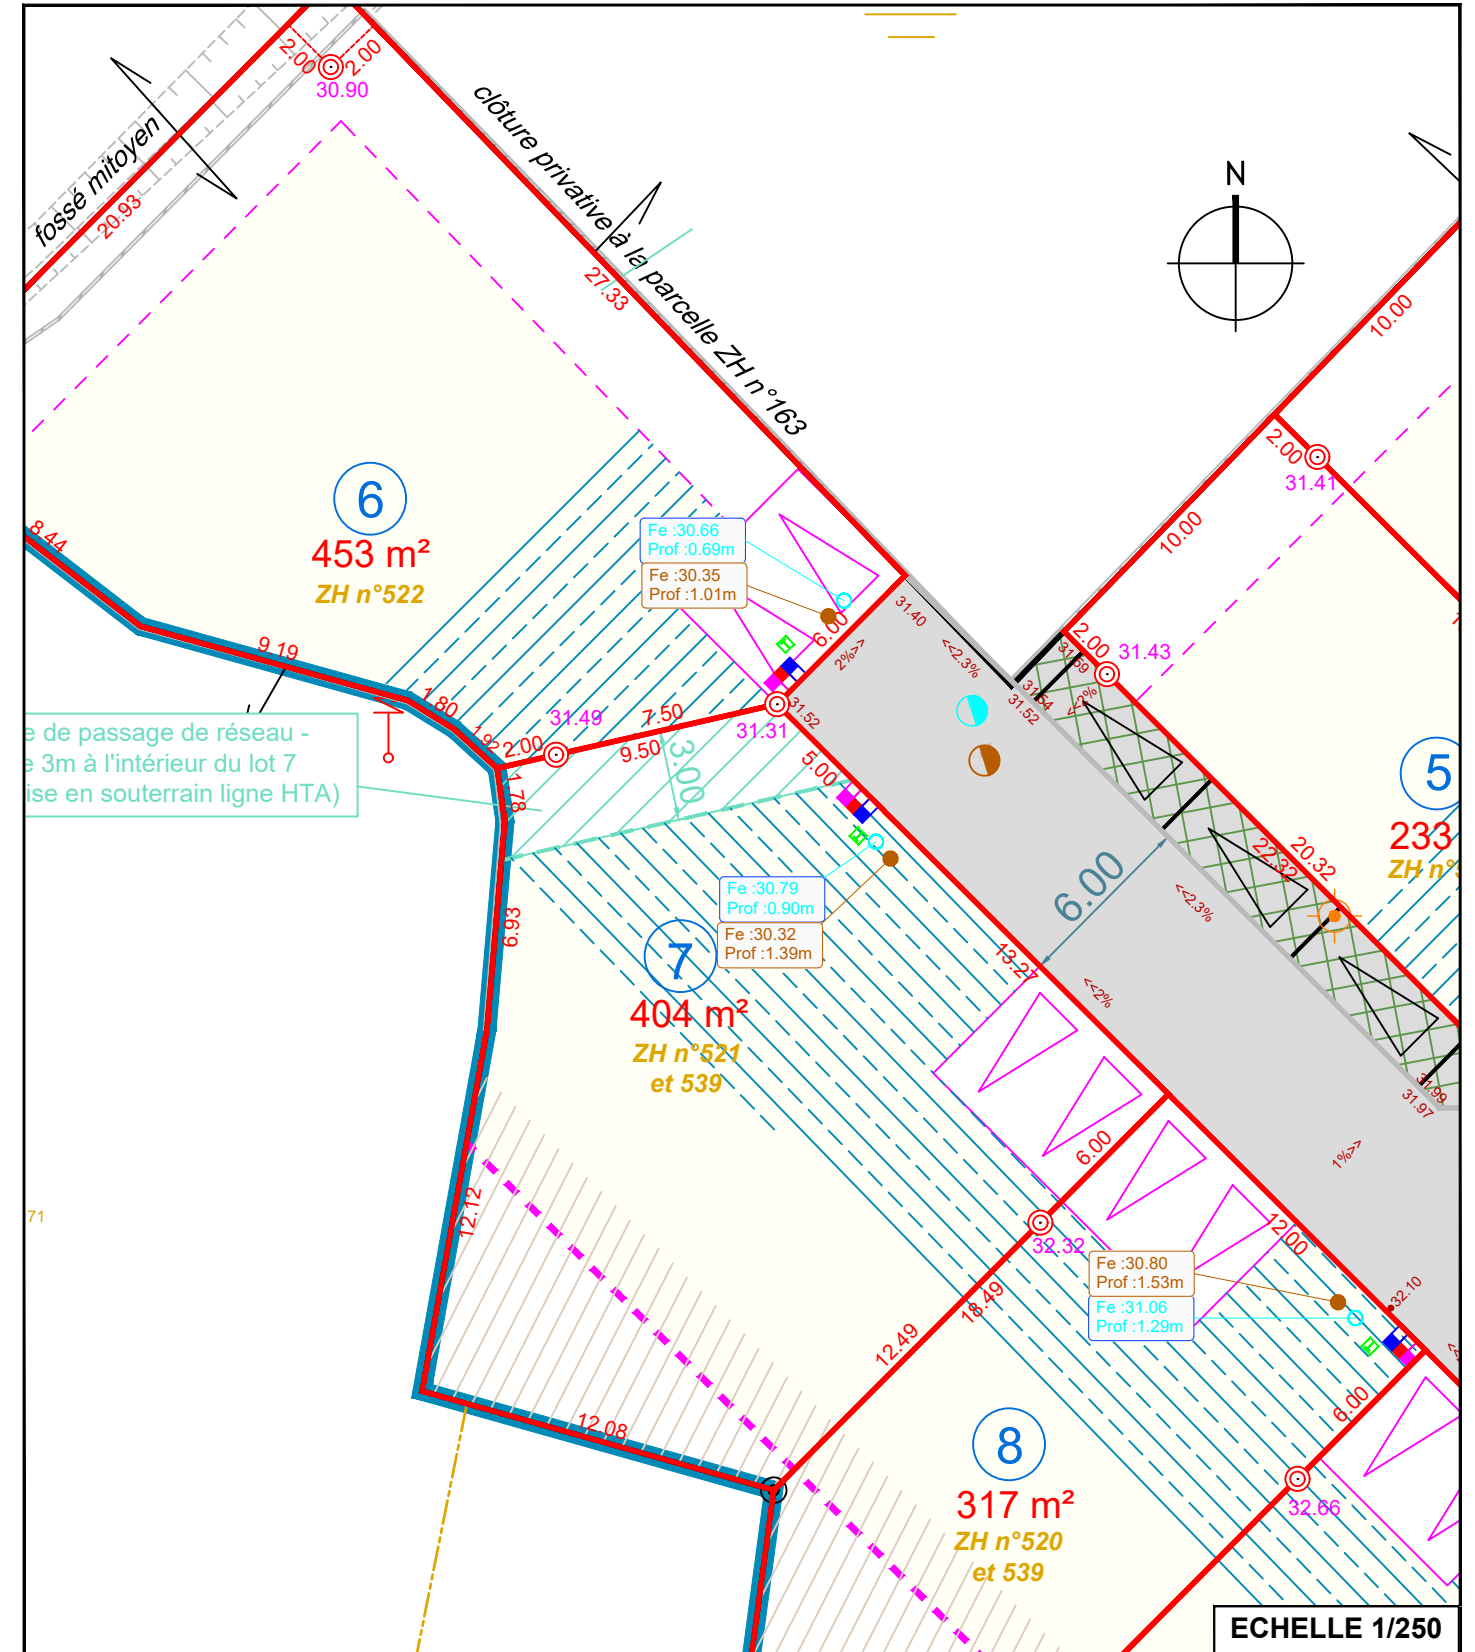 2.00
2.00
30.90
fossé mitoyen
20.93
clôture privative à la parcelle ZH n°163
27.33
N
10.00
10.00
2.00
31.41
6
453 m²
ZH n°522
8.44
9.19
1.80
1.92
Fe :30.66
Prof :0.69m
Fe :30.35
Prof :1.01m
6.00
2%>>
31.40
<<2.3%
31.52
31.54
31.59
<<2%
2.00
31.43
e de passage de réseau -
e 3m à l'intérieur du lot 7
ise en souterrain ligne HTA)
31.49
2.00
7.50
9.50
3.00
31.31
31.52
5.00
1.78
6.93
5
233
ZH n°
20.32
22.32
6.00
<<2.3%
Fe :30.79
Prof :0.90m
Fe :30.32
Prof :1.39m
7
404 m²
ZH n°521
et 539
13.27
<<2%
31.99
31.97
1%>>
6.00
12.12
71
32.32
12.00
Fe :30.80
Prof :1.53m
Fe :31.06
Prof :1.29m
32.10
18.49
12.49
12.08
6.00
8
317 m²
ZH n°520
et 539
32.66
ECHELLE 1/250